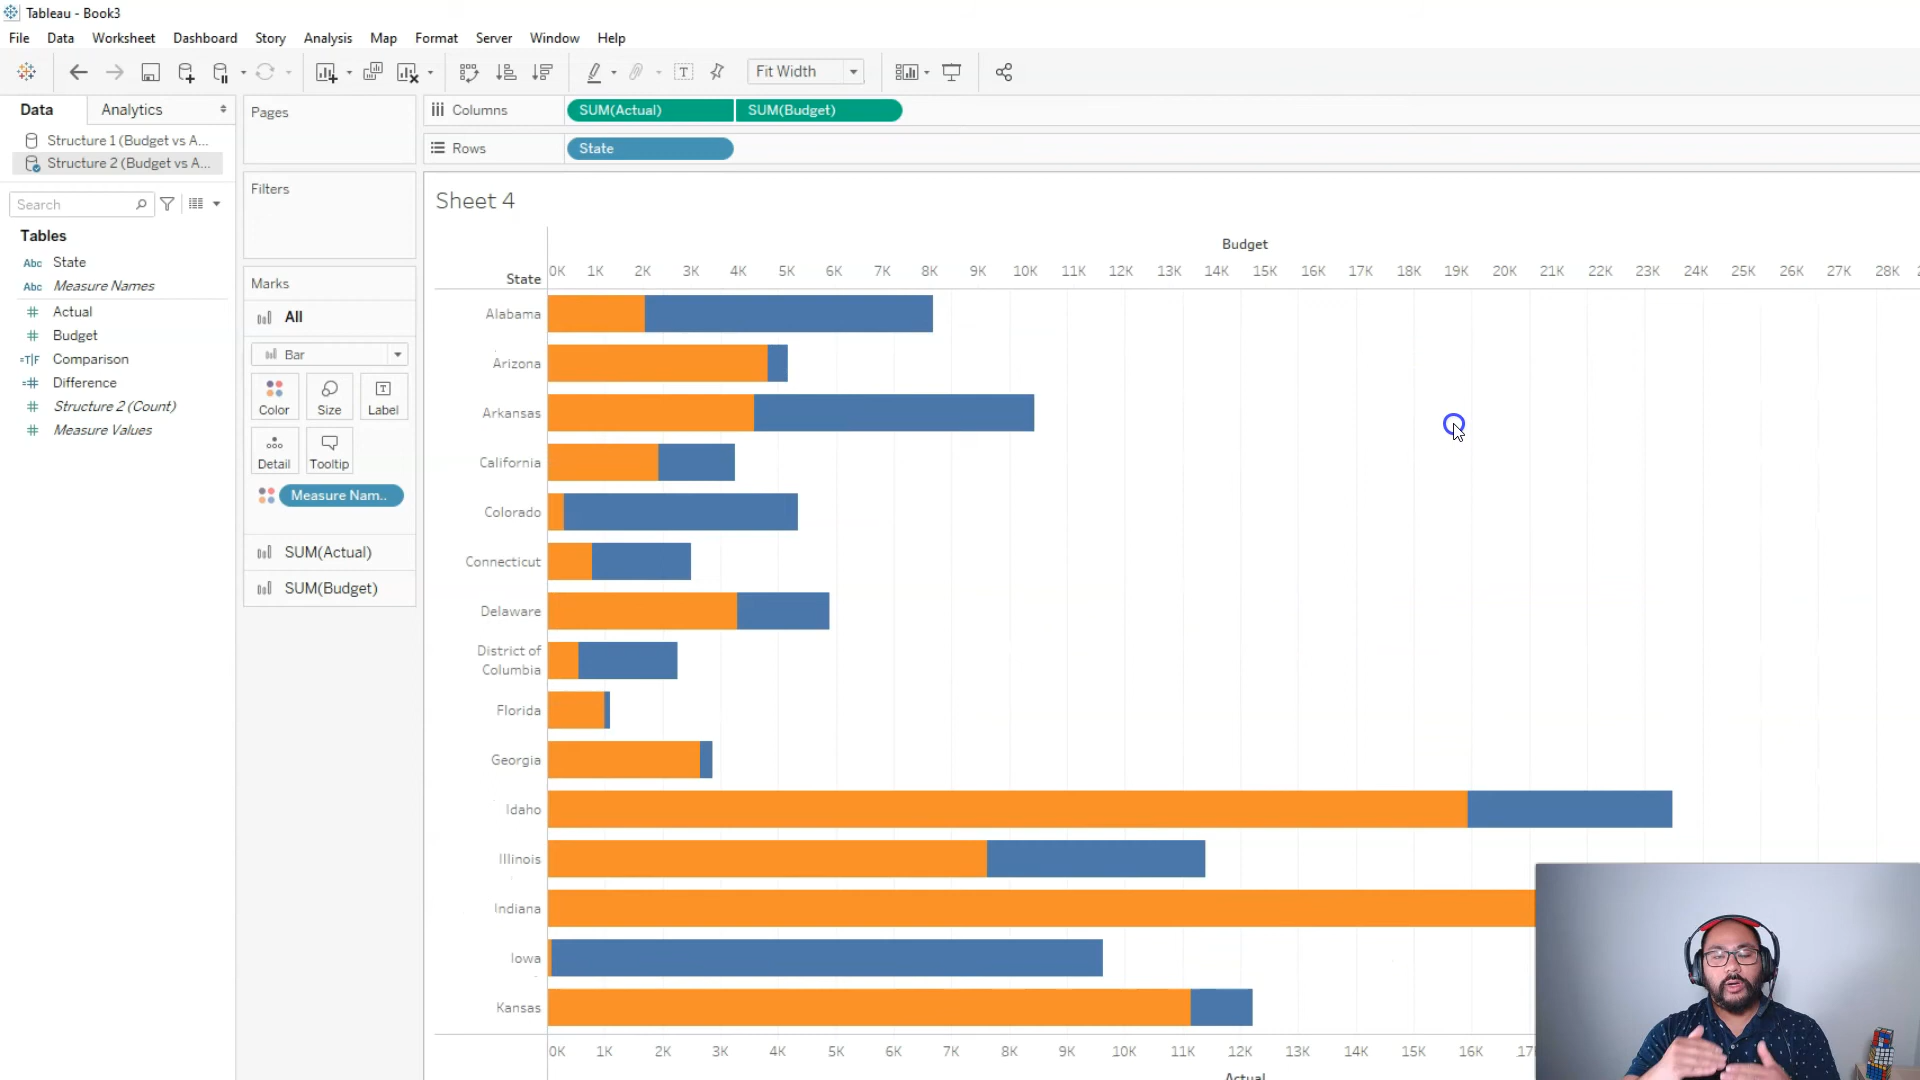 Tableau - Book3
File Data Worksheet Dashboard Story Analysis Map Format Server Window Help
Fit Width
Data Analytics
Structure 1 (Budget vs A...
Structure 2 (Budget vs A...
Search
Tables
Abc State
Abc Measure Names
Actual
Budget
=T|F Comparison
Difference
Structure 2 (Count)
Measure Values
Pages
Filters
Marks
All
Bar
Color Size Label
Detail Tooltip
Measure Nam..
SUM(Actual)
SUM(Budget)
Columns SUM(Actual) SUM(Budget)
Rows State
Sheet 4
Budget
State 0K 1K 2K 3K 4K 5K 6K 7K 8K 9K 10K 11K 12K 13K 14K 15K 16K 17K 18K 19K 20K 21K 22K 23K 24K 25K 26K 27K 28K
Alabama
Arizona
Arkansas
California
Colorado
Connecticut
Delaware
District of
Columbia
Florida
Georgia
Idaho
Illinois
Indiana
Iowa
Kansas
0K 1K 2K 3K 4K 5K 6K 7K 8K 9K 10K 11K 12K 13K 14K 15K 16K 17
Actual